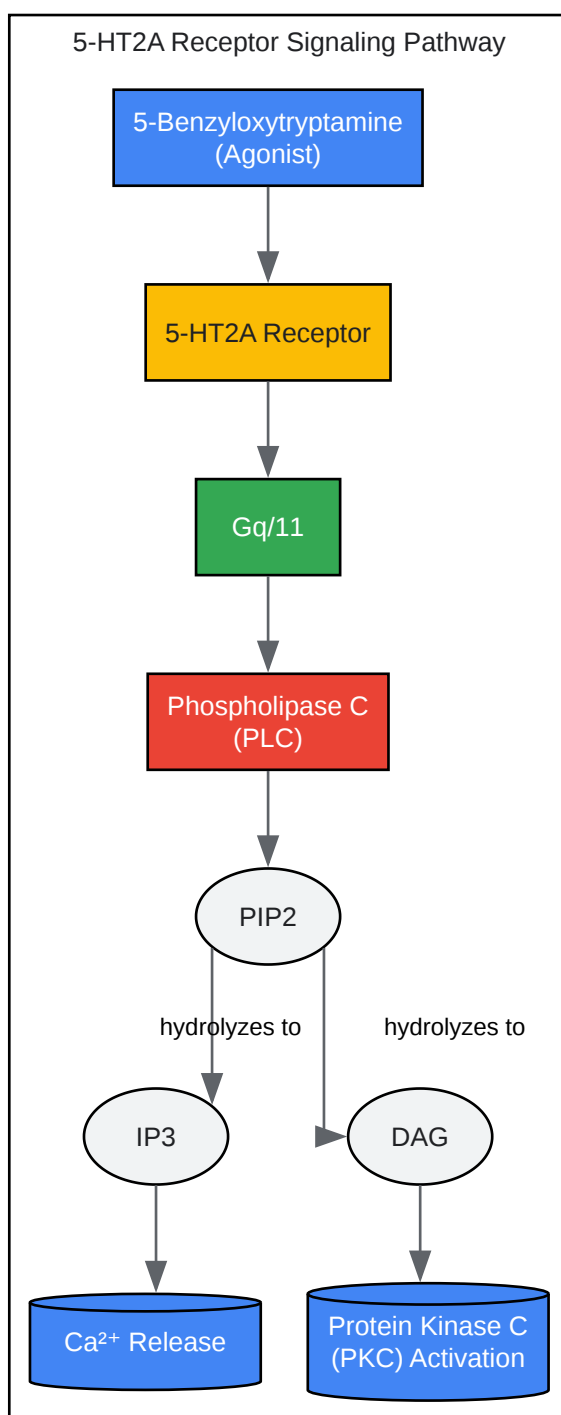 5-HT2A Receptor Signaling Pathway
5-Benzyloxytryptamine
(Agonist)
5-HT2A Receptor
Gq/11
Phospholipase C
(PLC)
PIP2
hydrolyzes to
hydrolyzes to
IP3
DAG
Ca²⁺ Release
Protein Kinase C
(PKC) Activation